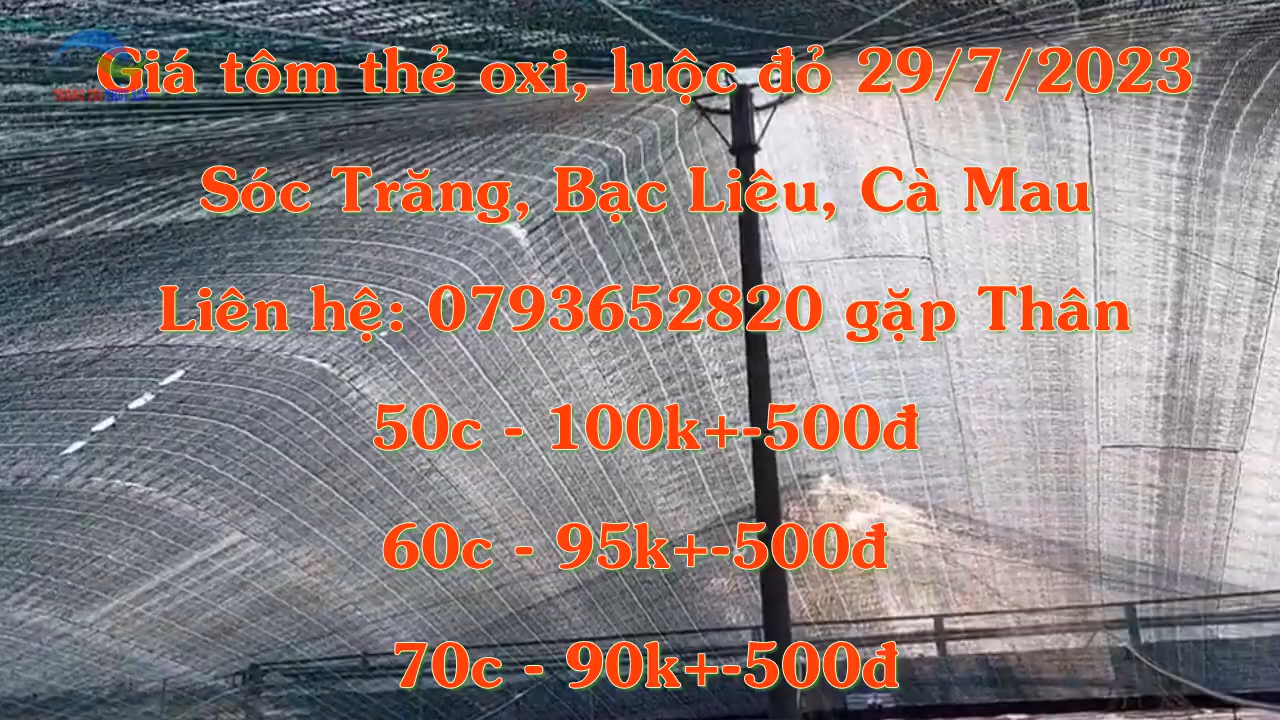 Giá tôm thẻ oxi, luộc đỏ 29/7/2023
Sóc Trăng, Bạc Liêu, Cà Mau
Liên hệ: 0793652820 gặp Thân
50c - 100k+-500đ
60c - 95k+-500đ
70c - 90k+-500đ